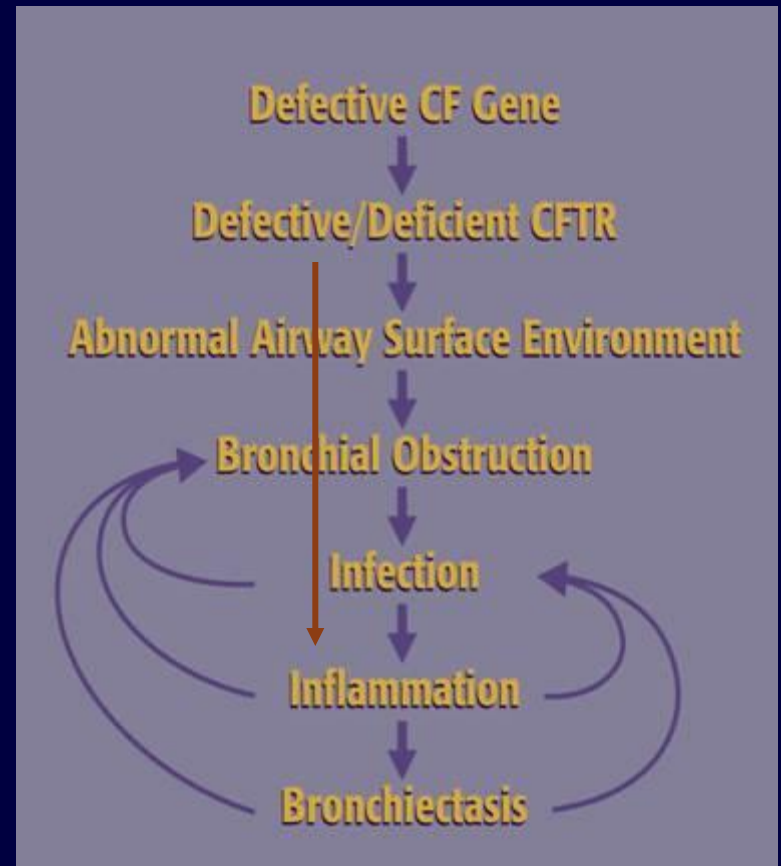 Defective CF Gene
Defective/Deficient CFTR
Abnormal Airway Surface Environment
Bronchial Obstruction
Infection
Inflammation
Bronchiectasis